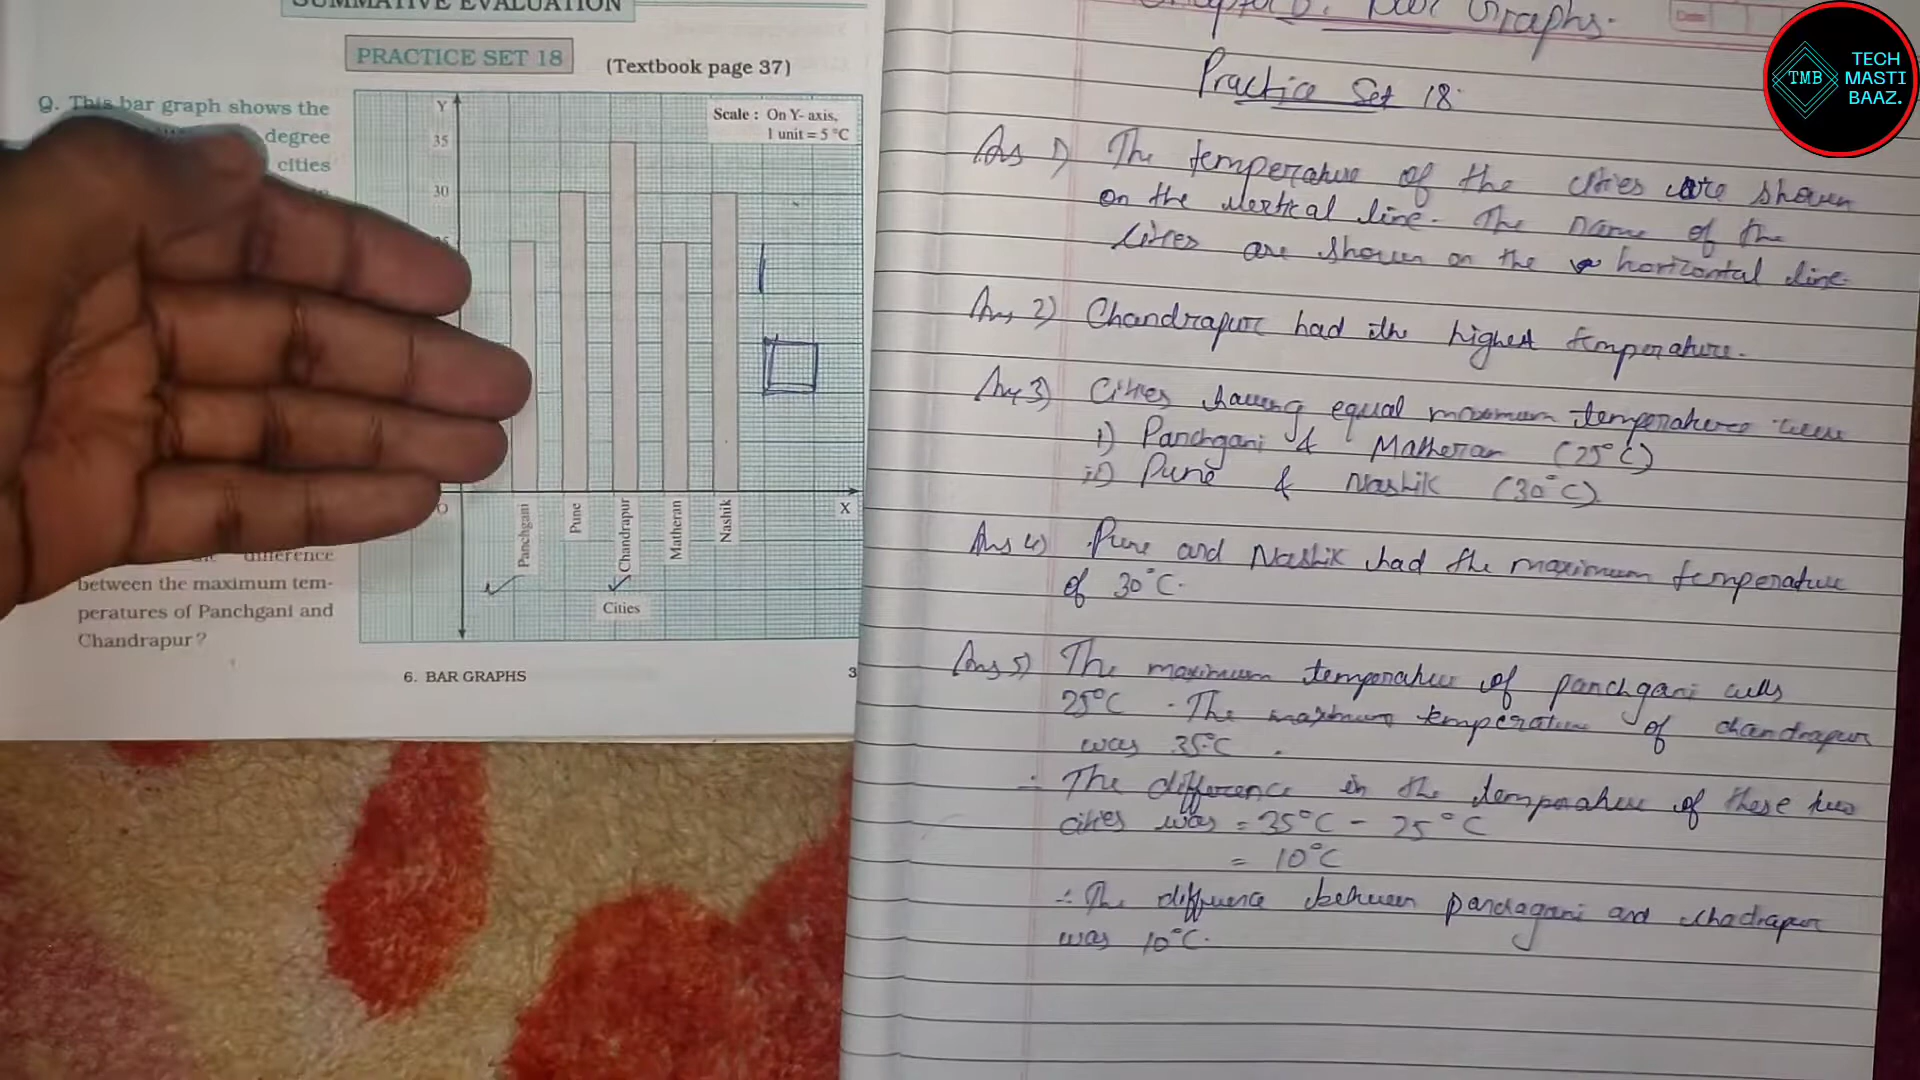 SUMMATIVE EVALUATION
PRACTICE SET 18
(Textbook page 37)
Q. This bar graph shows the
degree
cities
difference
between the maximum tem-
peratures of Panchgani and
Chandrapur ?
Y
Scale : On Y- axis,
1 unit = 5 °C
35
30
O
X
Panchgani
Pune
Chandrapur
Matheran
Nashik
Cities
6. BAR GRAPHS
3
Bar Graphs.
Date
Practice Set 18.
Ans 1) The temperature of the cities are shown
on the vertical line. The name of the
cities are shown on the horizontal line.
Ans 2) Chandrapur had the highest temperature.
Ans 3) Cities having equal maximum temperatures were
i) Panchgani & Matheran (25°C)
ii) Pune & Nashik (30°C).
Ans 4) Pune and Nashik had the maximum temperature
of 30°C.
Ans 5) The maximum temperature of panchgani was
25°C. The maximum temperature of chandrapur
was 35°C.
∴ The difference in the temperature of these two
cities was = 35°C - 25°C
= 10°C
∴ The difference between pandagani and chadrapur
was 10°C.
TMB
TECH
MASTI
BAAZ.